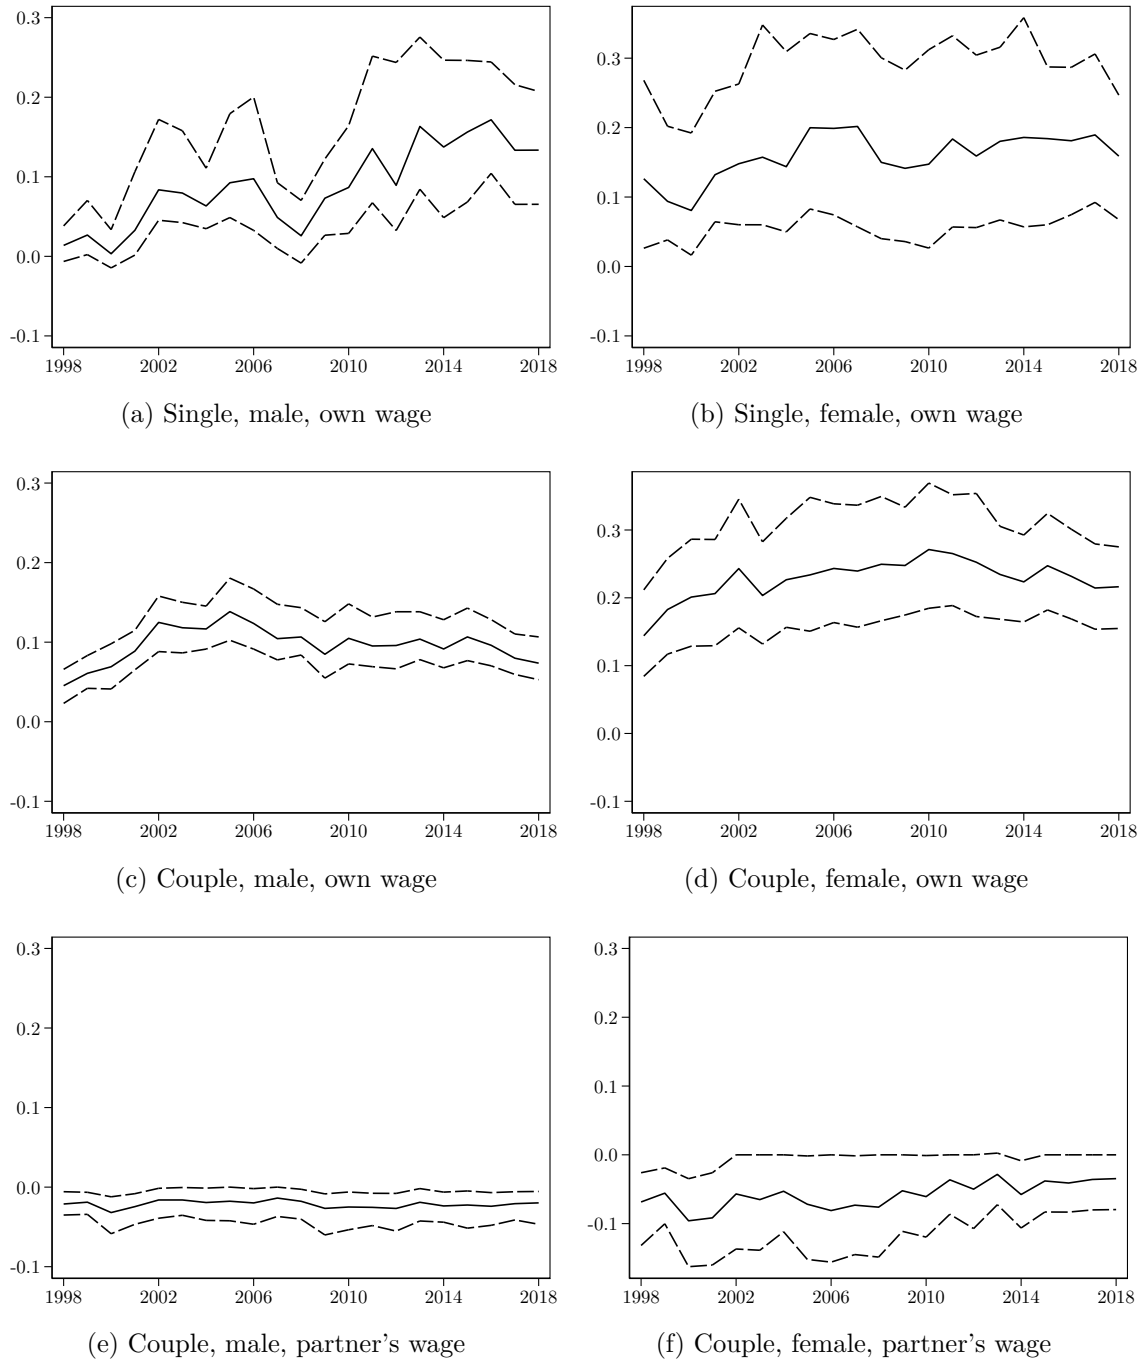 0.3
0.2
0.1
0.0
-0.1
1998 2002 2006 2010 2014 2018
(a) Single, male, own wage
0.3
0.2
0.1
0.0
-0.1
1998 2002 2006 2010 2014 2018
(b) Single, female, own wage
0.3
0.2
0.1
0.0
-0.1
1998 2002 2006 2010 2014 2018
(c) Couple, male, own wage
0.3
0.2
0.1
0.0
-0.1
1998 2002 2006 2010 2014 2018
(d) Couple, female, own wage
0.3
0.2
0.1
0.0
-0.1
1998 2002 2006 2010 2014 2018
(e) Couple, male, partner's wage
0.3
0.2
0.1
0.0
-0.1
1998 2002 2006 2010 2014 2018
(f) Couple, female, partner's wage